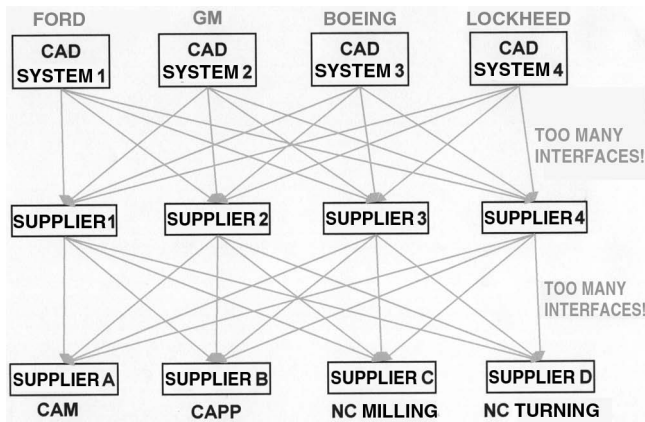 FORD
GM
BOEING
LOCKHEED
CAD
SYSTEM 1
CAD
SYSTEM 2
CAD
SYSTEM 3
CAD
SYSTEM 4
TOO MANY
INTERFACES!
SUPPLIER 1
SUPPLIER 2
SUPPLIER 3
SUPPLIER 4
TOO MANY
INTERFACES!
SUPPLIER A
SUPPLIER B
SUPPLIER C
SUPPLIER D
CAM
CAPP
NC MILLING
NC TURNING